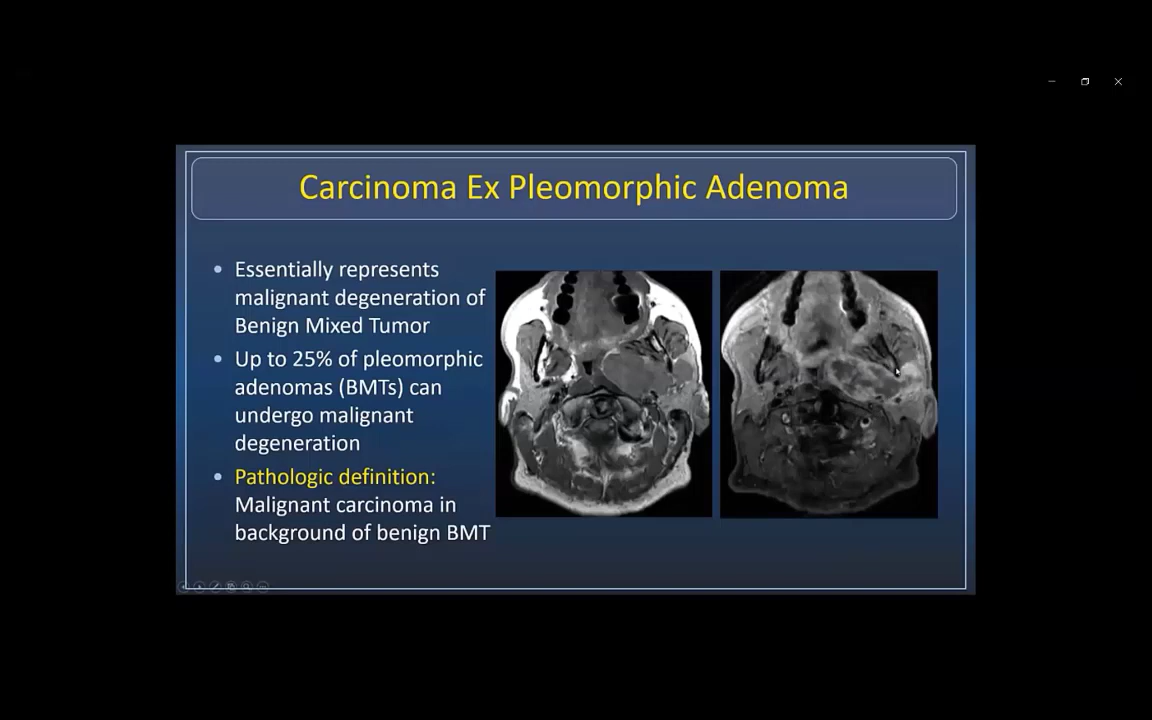 Carcinoma Ex Pleomorphic Adenoma
Essentially represents
malignant degeneration of
Benign Mixed Tumor
Up to 25% of pleomorphic
adenomas (BMTs) can
undergo malignant
degeneration
Pathologic definition:
Malignant carcinoma in
background of benign BMT